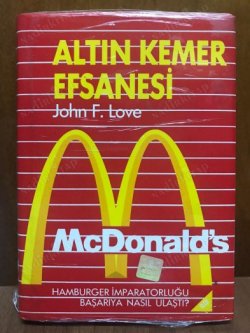 ALTIN KEMER
EFSANESİ
John F. Love
McDonald's
HAMBURGER İMPARATORLUĞU
BAŞARIYA NASIL ULAŞTI?